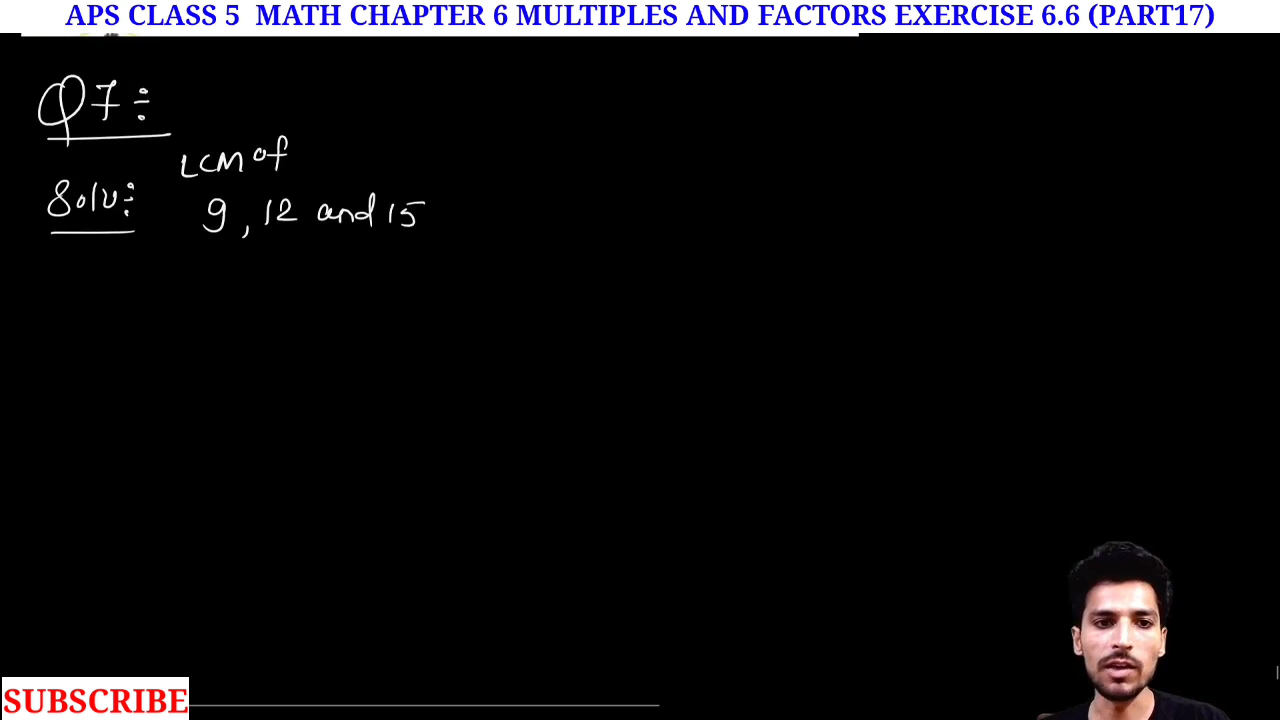 APS CLASS 5 MATH CHAPTER 6 MULTIPLES AND FACTORS EXERCISE 6.6 (PART17)
Q7:
LCM of
Solu:
9, 12 and 15
SUBSCRIBE